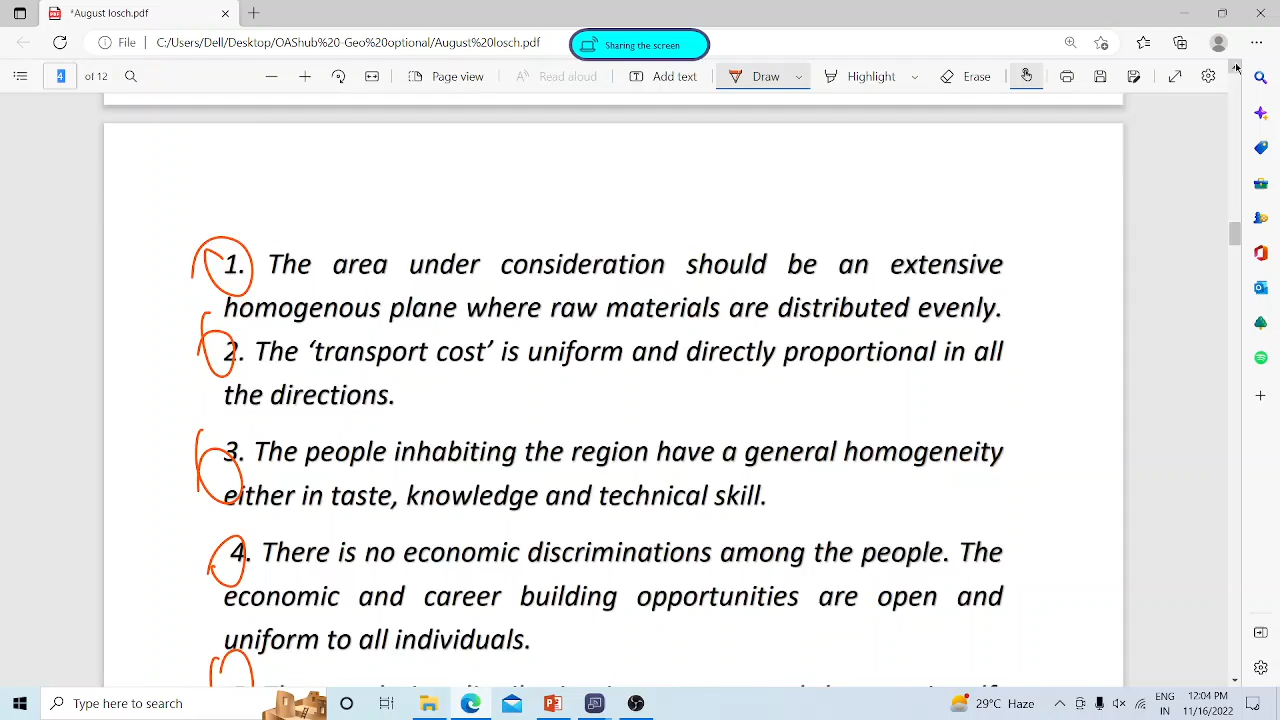 *August losch.pdf
File C:/Users/Dell/Desktop/OAShub%20.Geo%20optional/August%20losch.pdf
Sharing the screen
4 of 12 Page view Read aloud Add text Draw Highlight Erase
1. The area under consideration should be an extensive
homogenous plane where raw materials are distributed evenly.
2. The ‘transport cost’ is uniform and directly proportional in all
the directions.
3. The people inhabiting the region have a general homogeneity
either in taste, knowledge and technical skill.
4. There is no economic discriminations among the people. The
economic and career building opportunities are open and
uniform to all individuals.
Type here to search
29°C Haze
ENG
IN
12:04 PM
11/16/2022